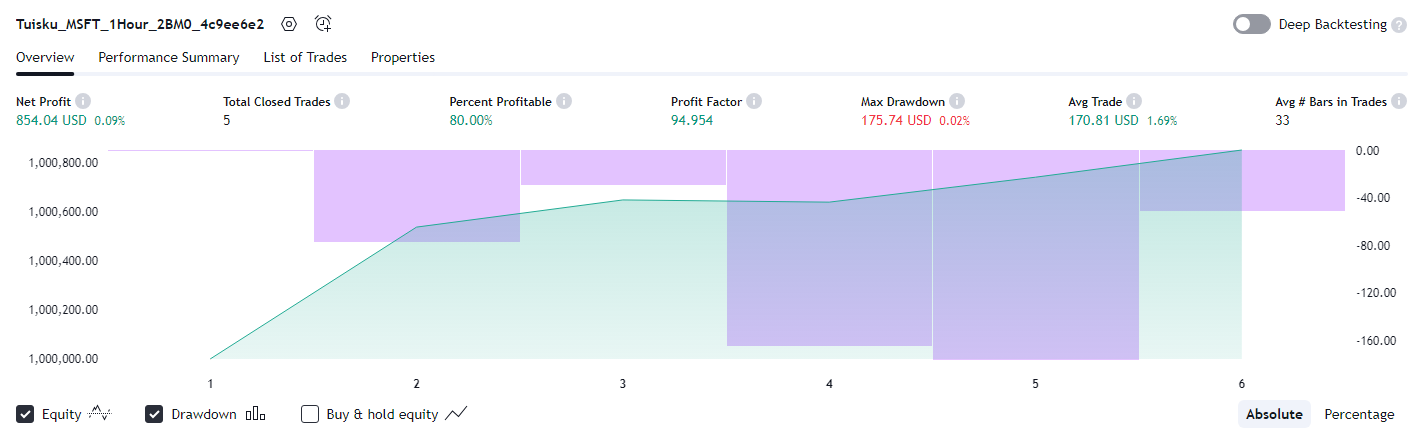 Tuisku_MSFT_1Hour_2BM0_4c9ee6e2 Deep Backtesting ?
Overview Performance Summary List of Trades Properties
Net Profit Total Closed Trades Percent Profitable Profit Factor Max Drawdown Avg Trade Avg # Bars in Trades
854.04 USD 0.09% 5 80.00% 94.954 175.74 USD 0.02% 170.81 USD 1.69% 33
1,000,800.00 0.00
1,000,600.00 -40.00
1,000,400.00 -80.00
1,000,200.00 -120.00
1,000,000.00 -160.00
1 2 3 4 5 6
Equity Drawdown Buy & hold equity Absolute Percentage